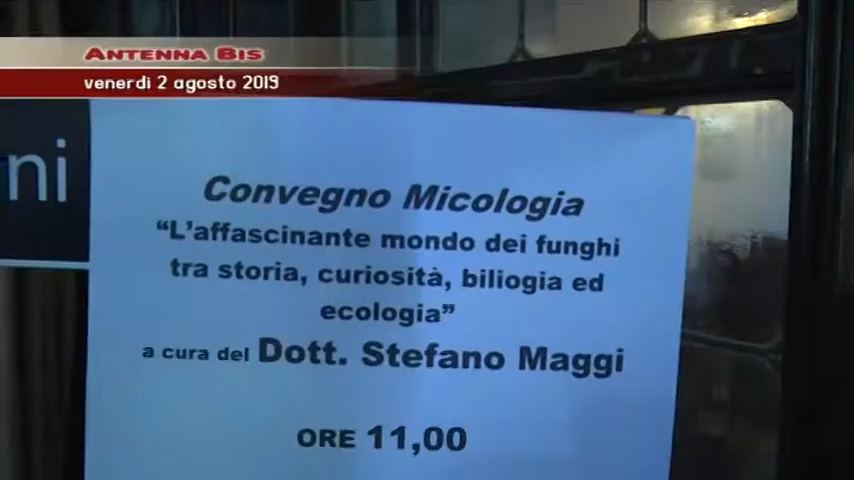 Antenna Bis
venerdì 2 agosto 2019
ni
Convegno Micologia
“L’affascinante mondo dei funghi
tra storia, curiosità, biliogia ed
ecologia”
a cura del Dott. Stefano Maggi
ORE 11,00